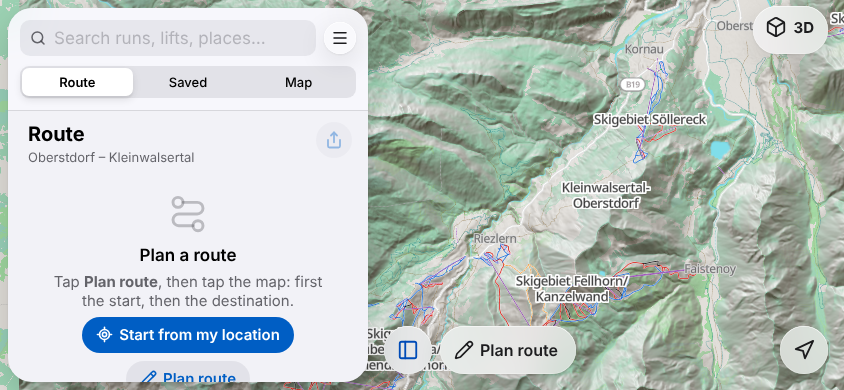 Search runs, lifts, places...
Route
Saved
Map
Route
Oberstdorf – Kleinwalsertal
Plan a route
Tap Plan route, then tap the map: first
the start, then the destination.
Start from my location
Plan route
3D
Oberst
Kornau
B19
Skigebiet Söllereck
Kleinwalsertal-
Oberstdorf
Riezlern
Skigebiet Fellhorn/
Kanzelwand
Faistenoy
Plan route